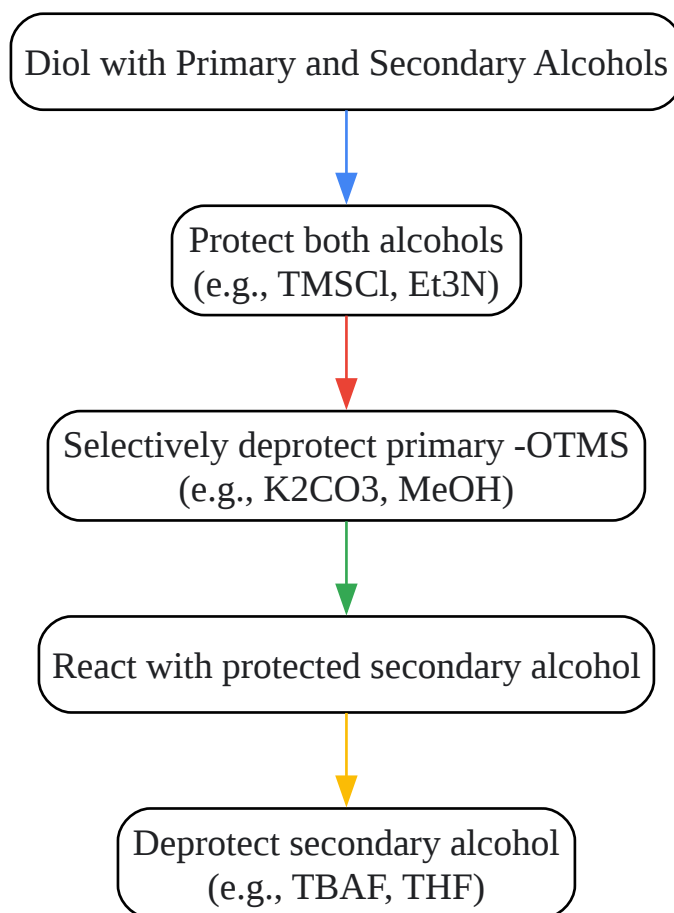 Diol with Primary and Secondary Alcohols
Protect both alcohols
(e.g., TMSCl, Et3N)
Selectively deprotect primary -OTMS
(e.g., K2CO3, MeOH)
React with protected secondary alcohol
Deprotect secondary alcohol
(e.g., TBAF, THF)